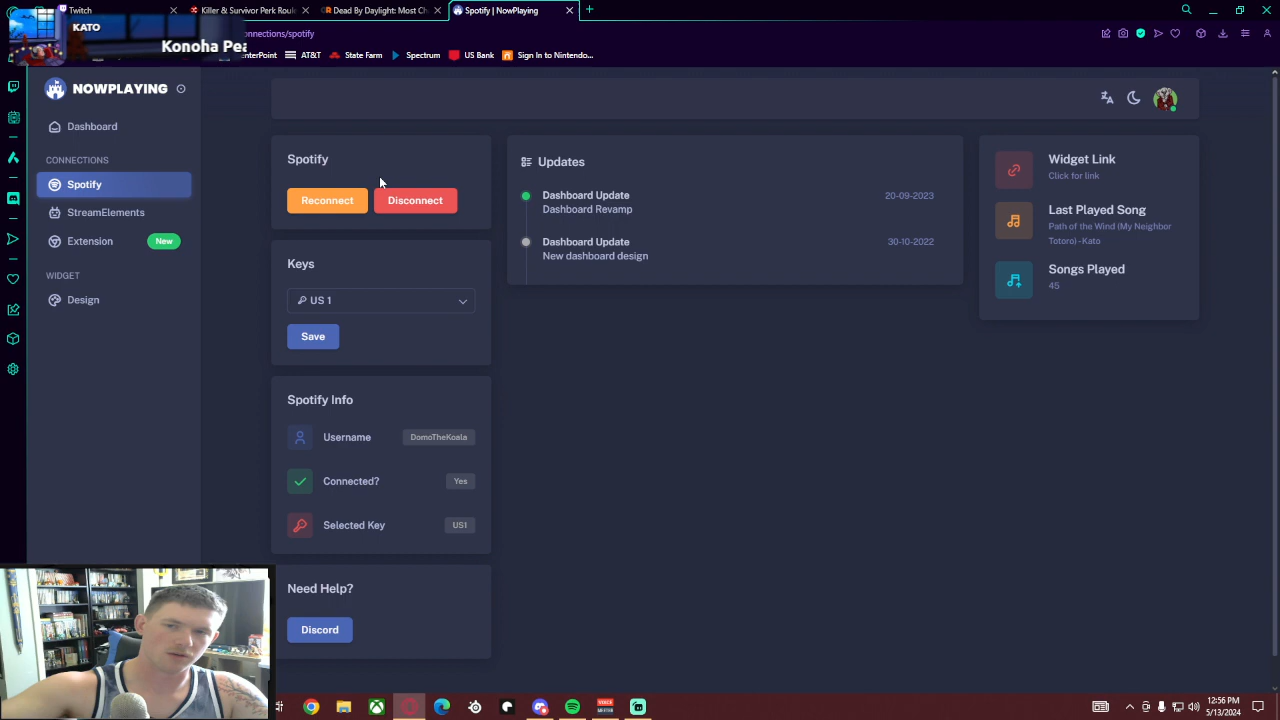 Twitch
Killer & Survivor Perk Roule
Dead By Daylight: Most Ch
Spotify | NowPlaying
KATO
Konoha Pea
onnections/spotify
enterPoint
AT&T
State Farm
Spectrum
US Bank
Sign In to Nintendo...
NOWPLAYING
Dashboard
CONNECTIONS
Spotify
StreamElements
Extension
New
WIDGET
Design
Spotify
Reconnect
Disconnect
Keys
US 1
Save
Spotify Info
Username
DomoTheKoala
Connected?
Yes
Selected Key
US1
Need Help?
Discord
Updates
Dashboard Update
20-09-2023
Dashboard Revamp
Dashboard Update
30-10-2022
New dashboard design
Widget Link
Click for link
Last Played Song
Path of the Wind (My Neighbor
Totoro) - Kato
Songs Played
45
VOICE
MEETER
12:56 PM
5/13/2024